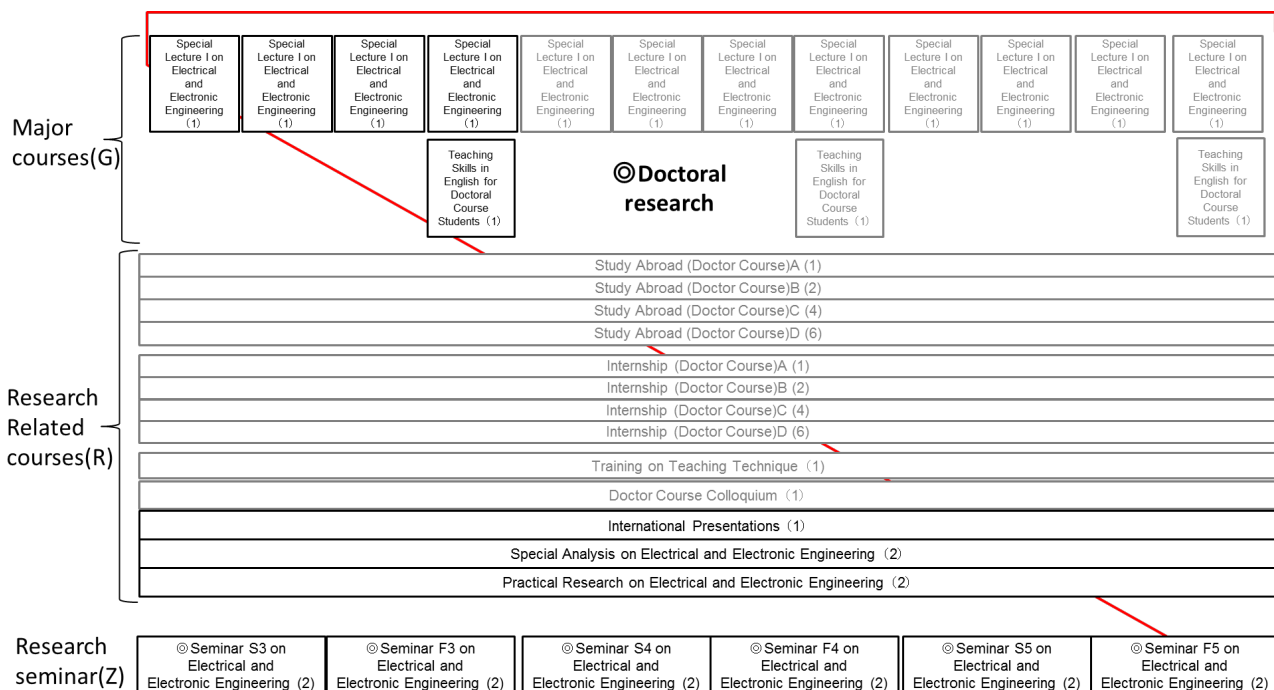 Major
courses(G)
Special
Lecture I on
Electrical
and
Electronic
Engineering
(1)
Special
Lecture I on
Electrical
and
Electronic
Engineering
(1)
Special
Lecture I on
Electrical
and
Electronic
Engineering
(1)
Special
Lecture I on
Electrical
and
Electronic
Engineering
(1)
Special
Lecture I on
Electrical
and
Electronic
Engineering
(1)
Special
Lecture I on
Electrical
and
Electronic
Engineering
(1)
Special
Lecture I on
Electrical
and
Electronic
Engineering
(1)
Special
Lecture I on
Electrical
and
Electronic
Engineering
(1)
Special
Lecture I on
Electrical
and
Electronic
Engineering
(1)
Special
Lecture I on
Electrical
and
Electronic
Engineering
(1)
Special
Lecture I on
Electrical
and
Electronic
Engineering
(1)
Special
Lecture I on
Electrical
and
Electronic
Engineering
(1)
Teaching
Skills in
English for
Doctoral
Course
Students (1)
◎Doctoral
research
Teaching
Skills in
English for
Doctoral
Course
Students (1)
Teaching
Skills in
English for
Doctoral
Course
Students (1)
Research
Related
courses(R)
Study Abroad (Doctor Course)A (1)
Study Abroad (Doctor Course)B (2)
Study Abroad (Doctor Course)C (4)
Study Abroad (Doctor Course)D (6)
Internship (Doctor Course)A (1)
Internship (Doctor Course)B (2)
Internship (Doctor Course)C (4)
Internship (Doctor Course)D (6)
Training on Teaching Technique (1)
Doctor Course Colloquium (1)
International Presentations (1)
Special Analysis on Electrical and Electronic Engineering (2)
Practical Research on Electrical and Electronic Engineering (2)
Research
seminar(Z)
◎Seminar S3 on
Electrical and
Electronic Engineering (2)
◎Seminar F3 on
Electrical and
Electronic Engineering (2)
◎Seminar S4 on
Electrical and
Electronic Engineering (2)
◎Seminar F4 on
Electrical and
Electronic Engineering (2)
◎Seminar S5 on
Electrical and
Electronic Engineering (2)
◎Seminar F5 on
Electrical and
Electronic Engineering (2)